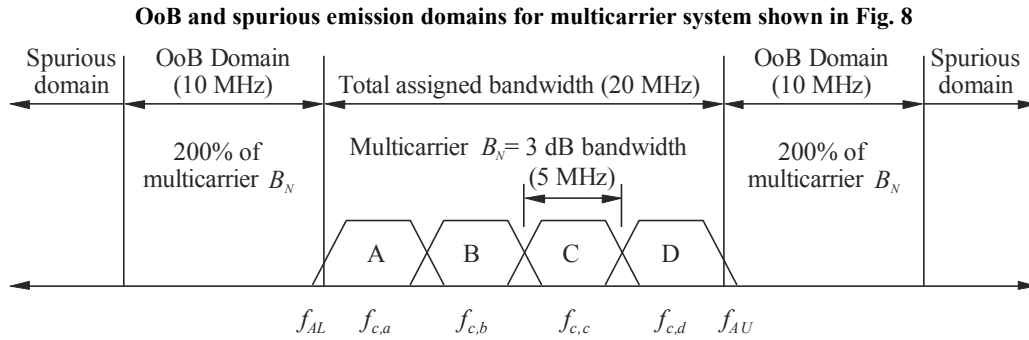 OoB and spurious emission domains for multicarrier system shown in Fig. 8
Spurious
domain
OoB Domain
(10 MHz)
Total assigned bandwidth (20 MHz)
OoB Domain
(10 MHz)
Spurious
domain
200% of
multicarrier B_N
Multicarrier B_N = 3 dB bandwidth
(5 MHz)
200% of
multicarrier B_N
A B C D
f_AL f_c,a f_c,b f_c,c f_c,d f_AU